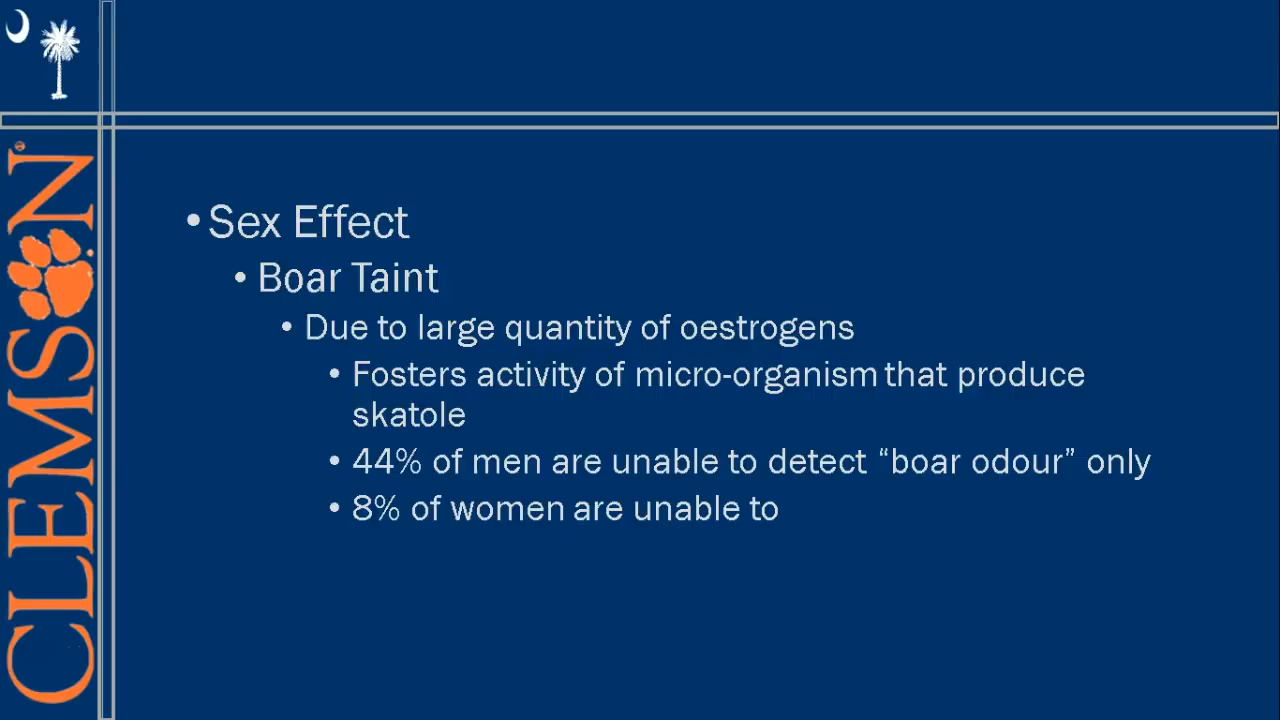 CLEMSON®
•Sex Effect
• Boar Taint
• Due to large quantity of oestrogens
• Fosters activity of micro-organism that produce
skatole
• 44% of men are unable to detect “boar odour” only
• 8% of women are unable to